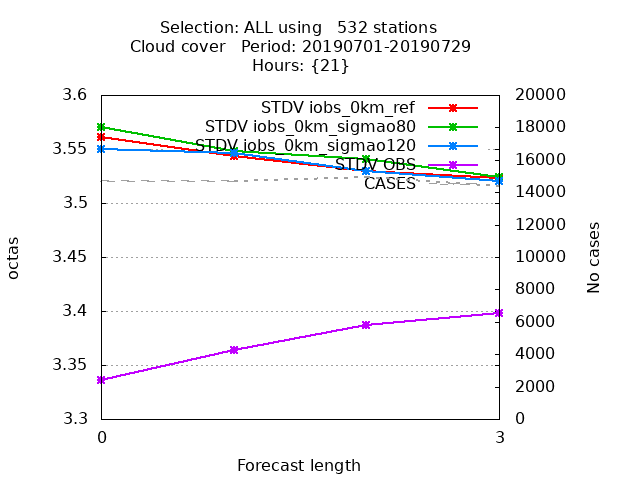 Selection: ALL using   532 stations
Cloud cover   Period: 20190701-20190729
Hours: {21}
STDV iobs_0km_ref
STDV iobs_0km_sigmao80
STDV iobs_0km_sigmao120
STDV OBS
CASES
3.6
3.55
3.5
3.45
3.4
3.35
3.3
octas
20000
18000
16000
14000
12000
10000
8000
6000
4000
2000
0
No cases
0 3
Forecast length